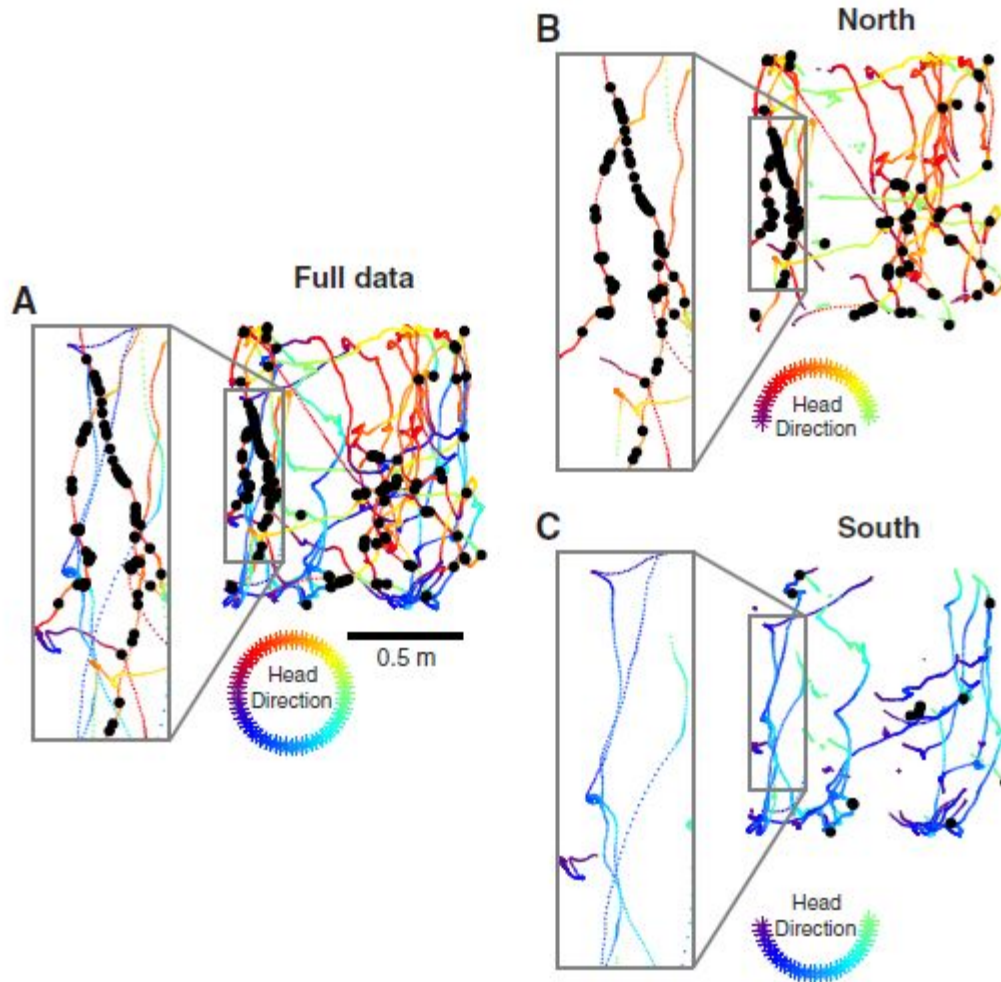 B
North
A
Full data
Head
Direction
0.5 m
Head
Direction
C
South
Head
Direction